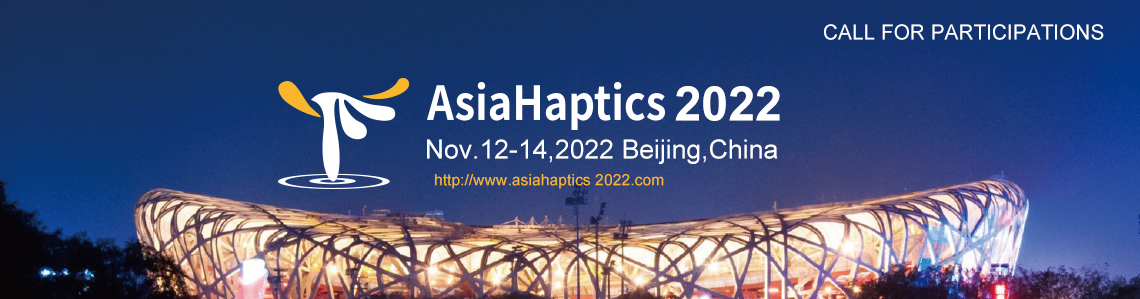 CALL FOR PARTICIPATIONS
AsiaHaptics 2022
Nov.12-14,2022 Beijing,China
http://www.asiahaptics 2022.com